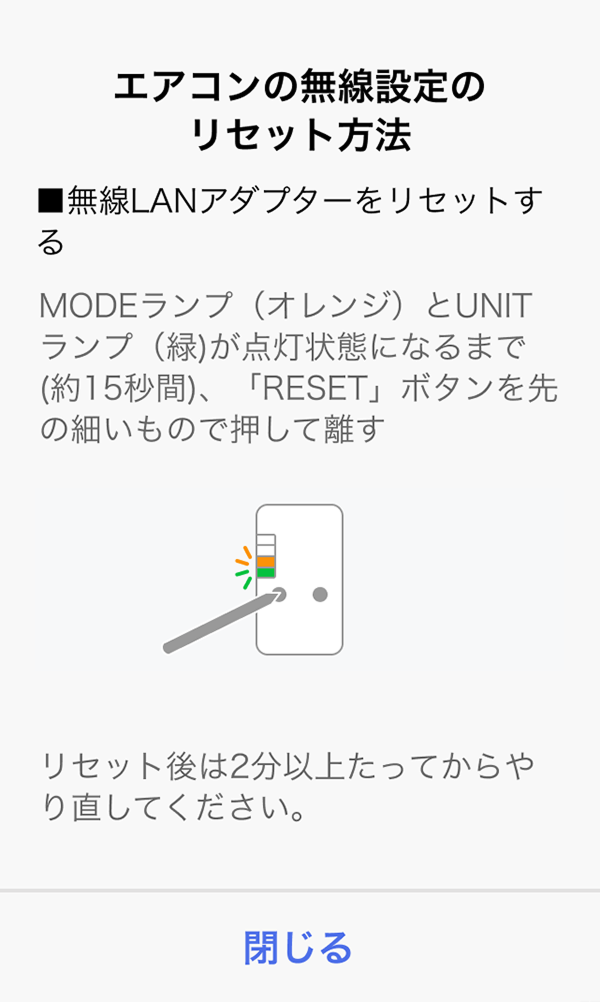 エアコンの無線設定の
リセット方法
■無線LANアダプターをリセットす
る
MODEランプ（オレンジ）とUNIT
ランプ（緑)が点灯状態になるまで
(約15秒間)、「RESET」ボタンを先
の細いもので押して離す
リセット後は2分以上たってからや
り直してください。
閉じる